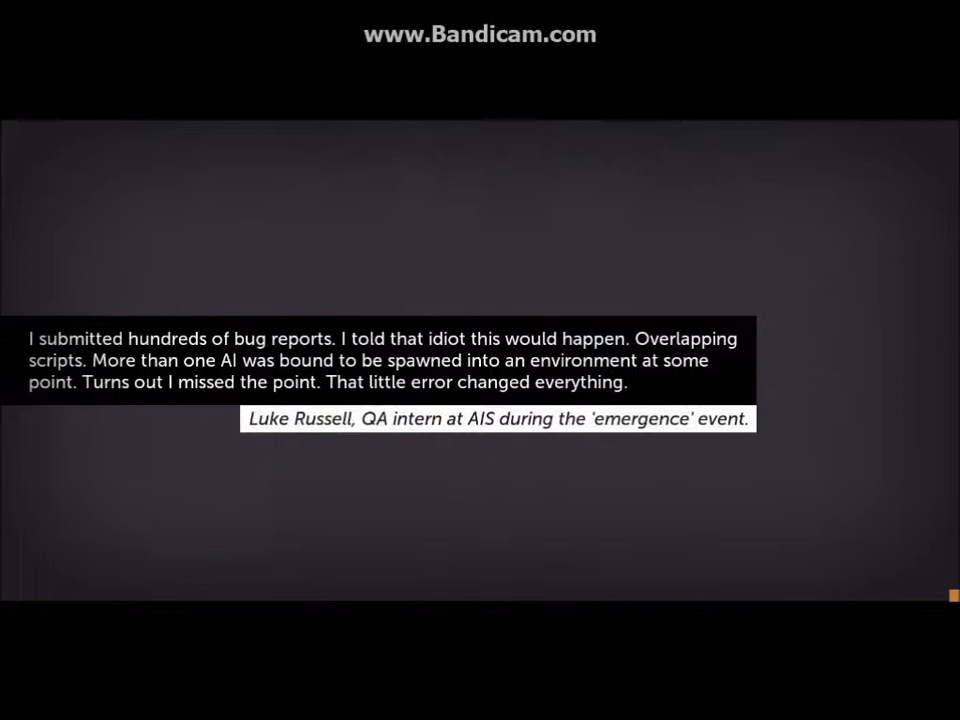 www.Bandicam.com
I submitted hundreds of bug reports. I told that idiot this would happen. Overlapping
scripts. More than one AI was bound to be spawned into an environment at some
point. Turns out I missed the point. That little error changed everything.
Luke Russell, QA intern at AIS during the 'emergence' event.